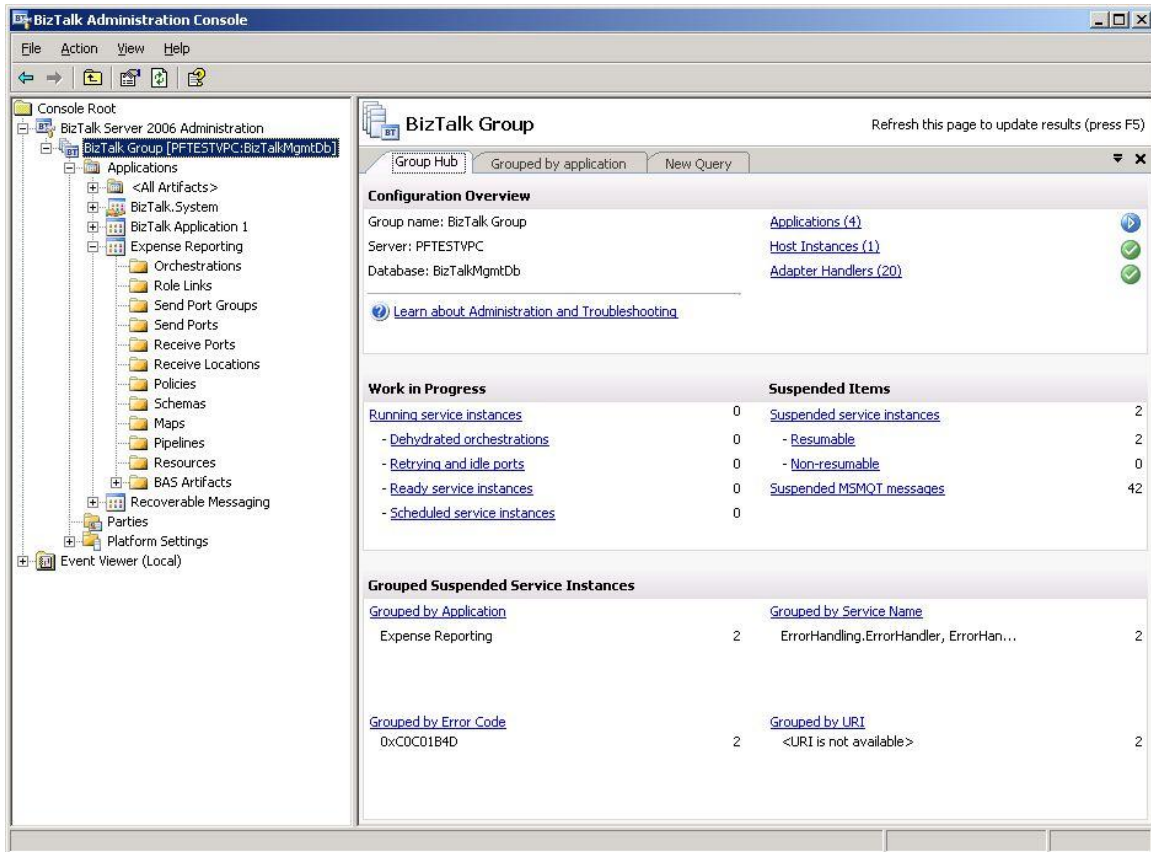 BizTalk Administration Console
File Action View Help
Console Root
BizTalk Server 2006 Administration
BizTalk Group [PFTESTVPC:BizTalkMgmtDb]
Applications
<All Artifacts>
BizTalk.System
BizTalk Application 1
Expense Reporting
Orchestrations
Role Links
Send Port Groups
Send Ports
Receive Ports
Receive Locations
Policies
Schemas
Maps
Pipelines
Resources
BAS Artifacts
Recoverable Messaging
Parties
Platform Settings
Event Viewer (Local)
BizTalk Group Refresh this page to update results (press F5)
Group Hub Grouped by application New Query
Configuration Overview
Group name: BizTalk Group Applications (4)
Server: PFTESTVPC Host Instances (1)
Database: BizTalkMgmtDb Adapter Handlers (20)
Learn about Administration and Troubleshooting
Work in Progress Suspended Items
Running service instances 0 Suspended service instances 2
- Dehydrated orchestrations 0 - Resumable 2
- Retrying and idle ports 0 - Non-resumable 0
- Ready service instances 0 Suspended MSMQT messages 42
- Scheduled service instances 0
Grouped Suspended Service Instances
Grouped by Application Grouped by Service Name
Expense Reporting 2 ErrorHandling.ErrorHandler, ErrorHan... 2
Grouped by Error Code Grouped by URI
0xC0C01B4D 2 <URI is not available> 2